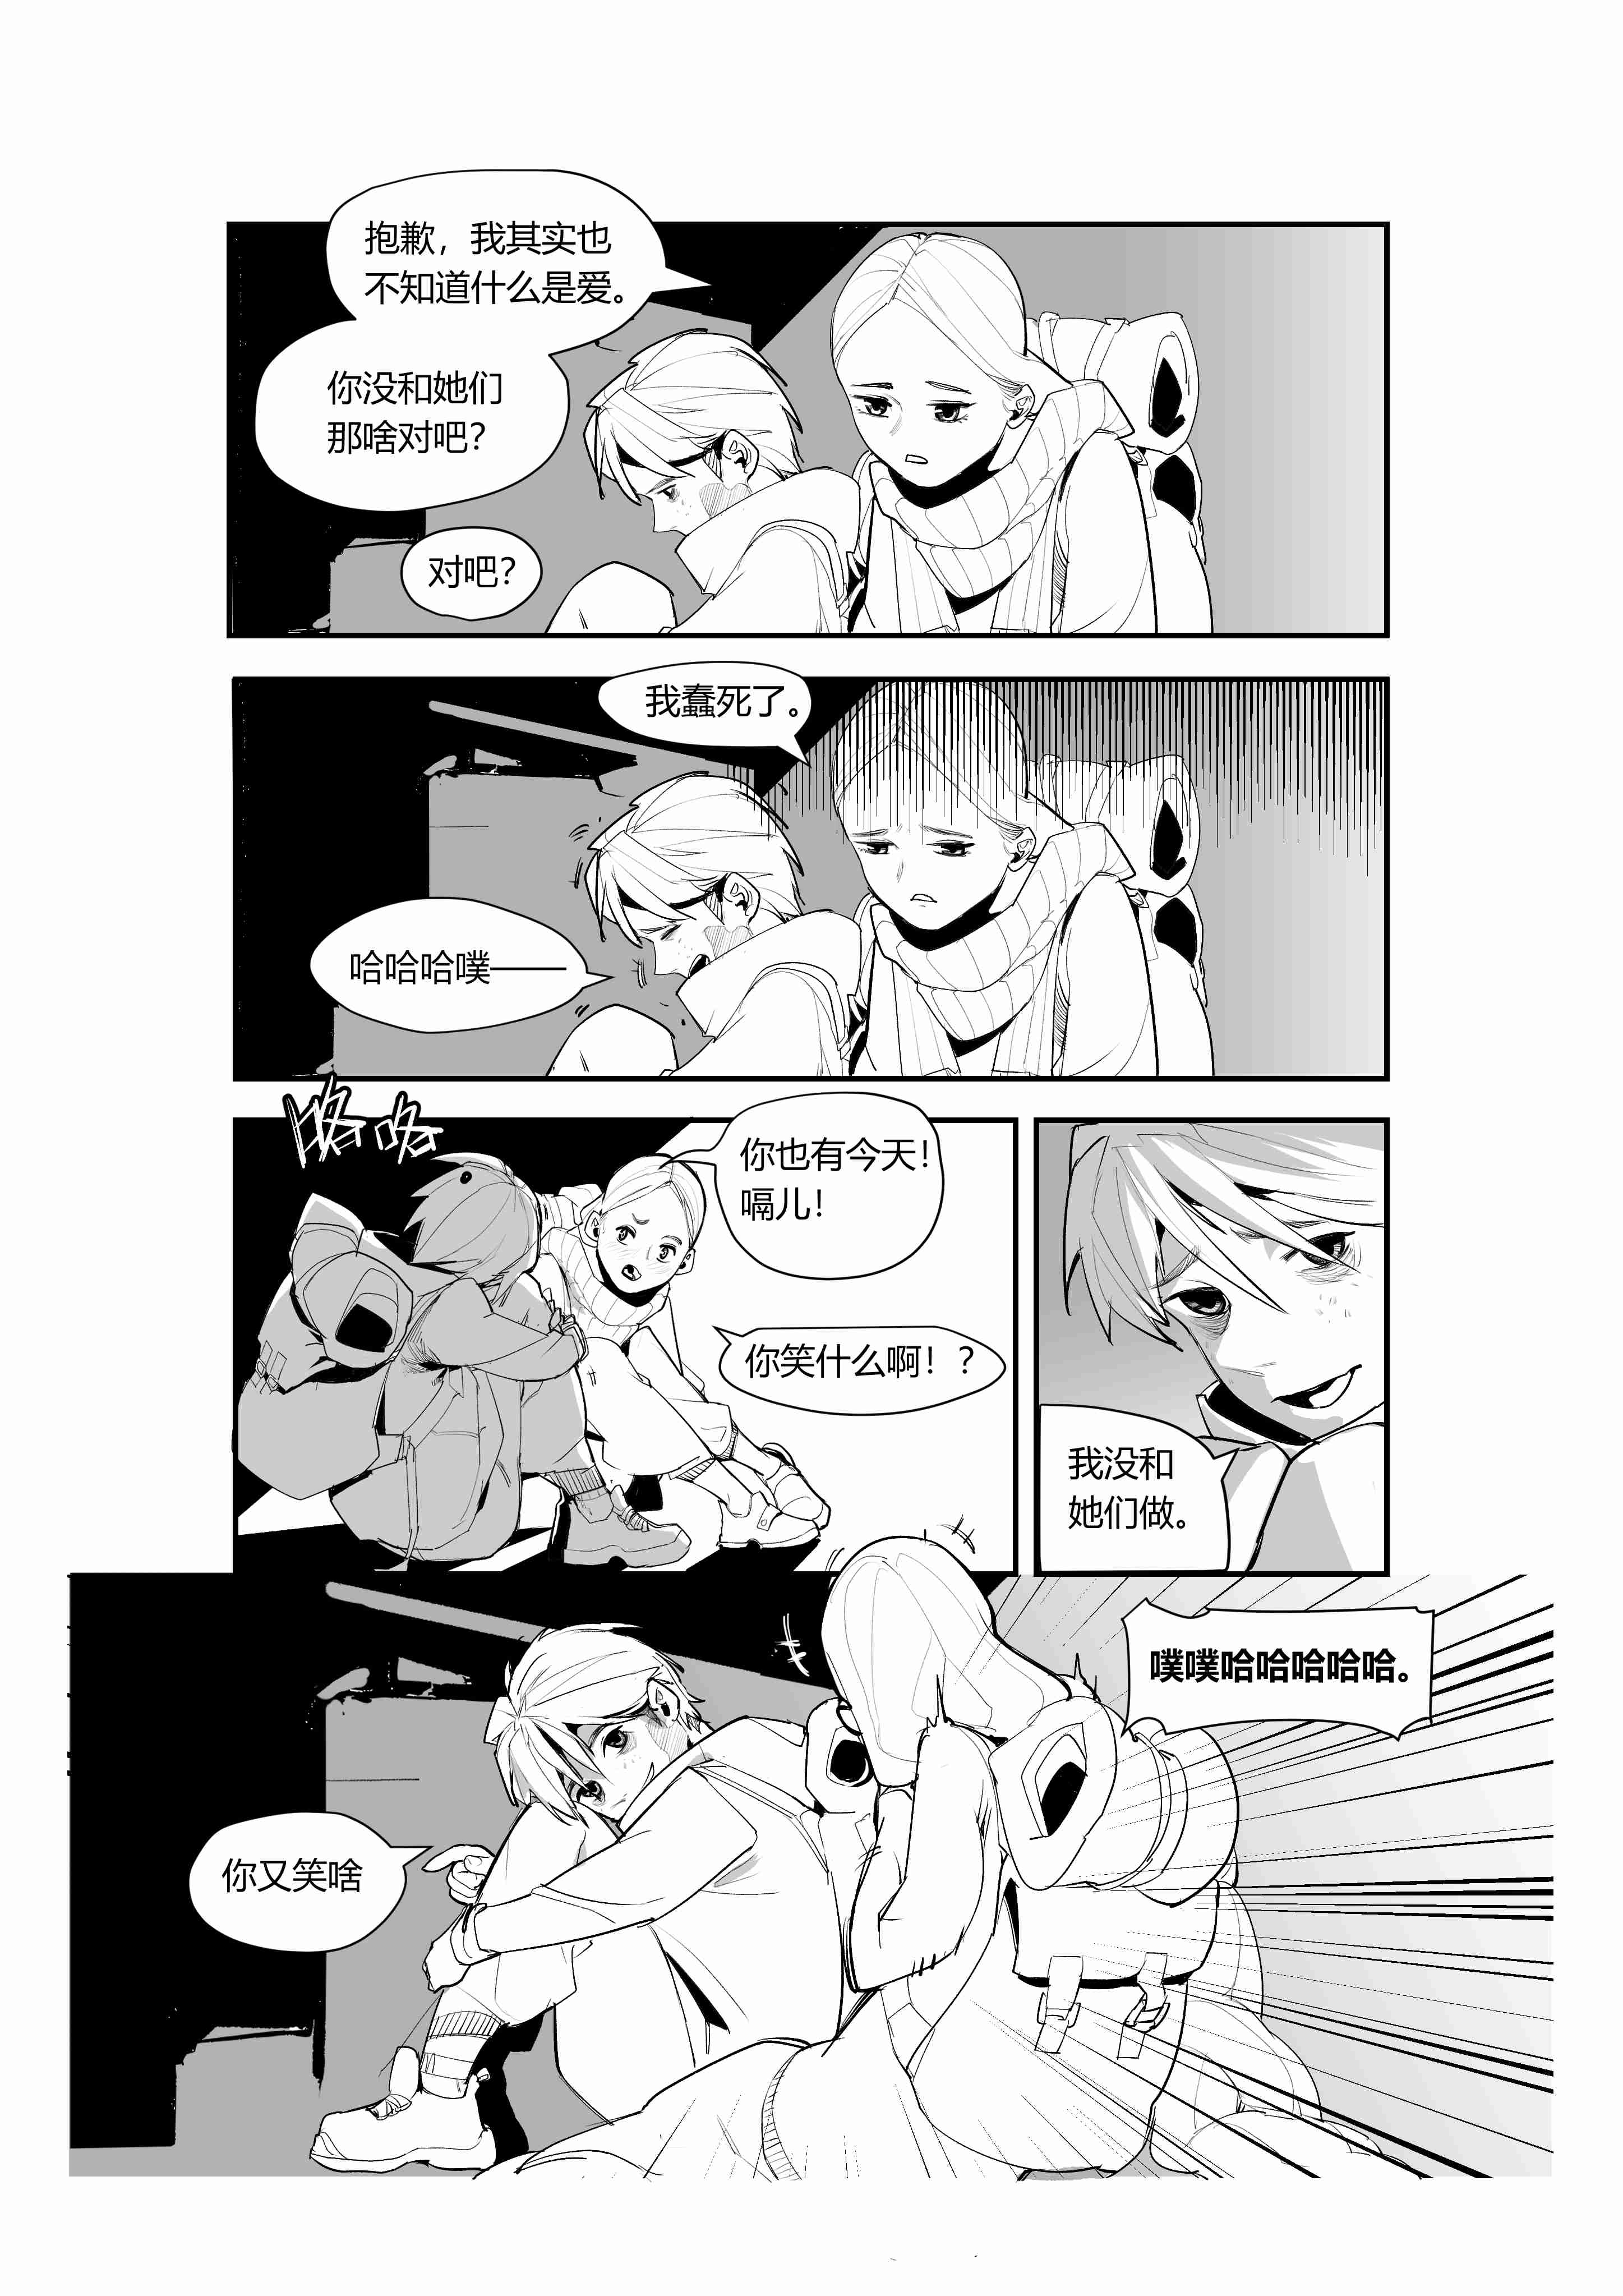 抱歉，我其实也
不知道什么是爱。
你没和她们
那啥对吧？
对吧？
我蠢死了。
哈哈哈噗——
咯咯
你也有今天！
嗝儿！
你笑什么啊！？
我没和
她们做。
噗噗哈哈哈哈哈。
你又笑啥